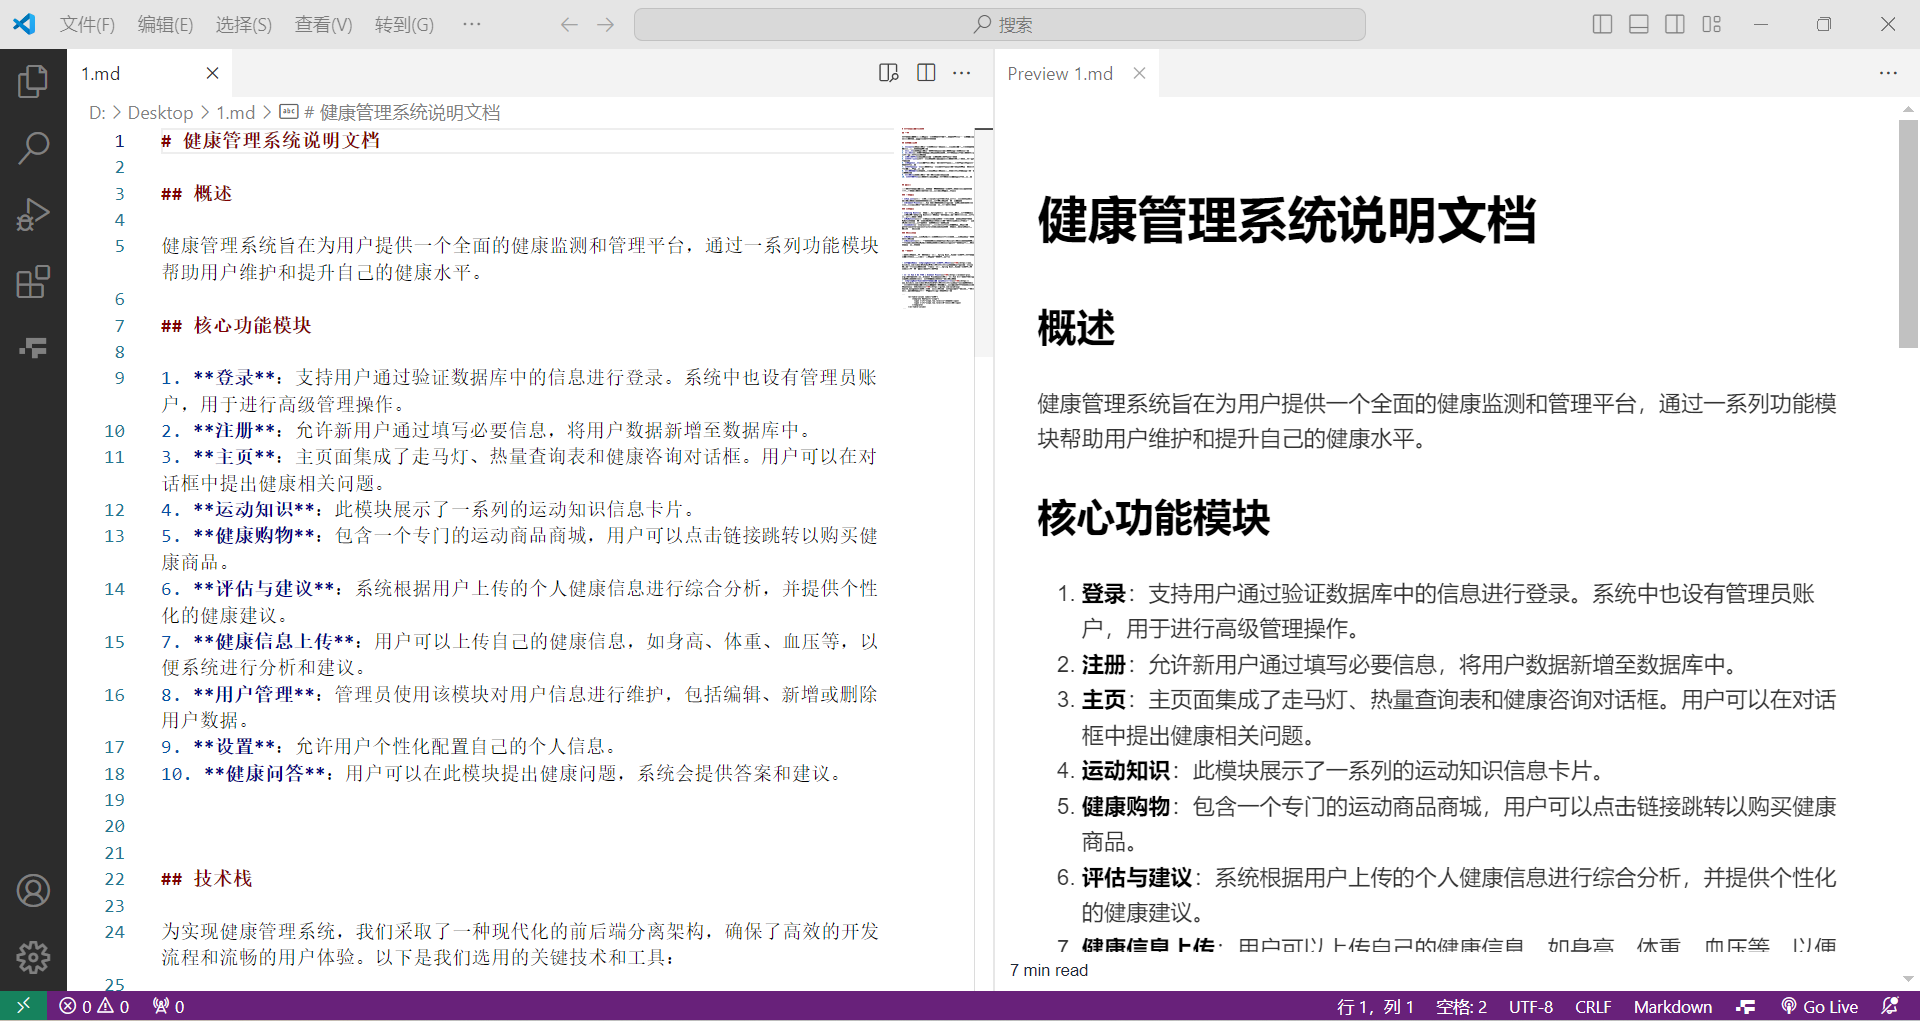 文件(F) 编辑(E) 选择(S) 查看(V) 转到(G) ··· 搜索
1.md
Preview 1.md
D: > Desktop > 1.md > # 健康管理系统说明文档
1 # 健康管理系统说明文档
2
3 ## 概述
4
5 健康管理系统旨在为用户提供一个全面的健康监测和管理平台，通过一系列功能模块
帮助用户维护和提升自己的健康水平。
6
7 ## 核心功能模块
8
9 1. **登录**：支持用户通过验证数据库中的信息进行登录。系统中也设有管理员账
户，用于进行高级管理操作。
10 2. **注册**：允许新用户通过填写必要信息，将用户数据新增至数据库中。
11 3. **主页**：主页面集成了走马灯、热量查询表和健康咨询对话框。用户可以在对
话框中提出健康相关问题。
12 4. **运动知识**：此模块展示了一系列的运动知识信息卡片。
13 5. **健康购物**：包含一个专门的运动商品商城，用户可以点击链接跳转以购买健
康商品。
14 6. **评估与建议**：系统根据用户上传的个人健康信息进行综合分析，并提供个性
化的健康建议。
15 7. **健康信息上传**：用户可以上传自己的健康信息，如身高、体重、血压等，以
便系统进行分析和建议。
16 8. **用户管理**：管理员使用该模块对用户信息进行维护，包括编辑、新增或删除
用户数据。
17 9. **设置**：允许用户个性化配置自己的个人信息。
18 10. **健康问答**：用户可以在此模块提出健康问题，系统会提供答案和建议。
19
20
21
22 ## 技术栈
23
24 为实现健康管理系统，我们采取了一种现代化的前后端分离架构，确保了高效的开发
流程和流畅的用户体验。以下是我们选用的关键技术和工具：
25
健康管理系统说明文档
概述
健康管理系统旨在为用户提供一个全面的健康监测和管理平台，通过一系列功能模
块帮助用户维护和提升自己的健康水平。
核心功能模块
1. 登录：支持用户通过验证数据库中的信息进行登录。系统中也设有管理员账
户，用于进行高级管理操作。
2. 注册：允许新用户通过填写必要信息，将用户数据新增至数据库中。
3. 主页：主页面集成了走马灯、热量查询表和健康咨询对话框。用户可以在对话
框中提出健康相关问题。
4. 运动知识：此模块展示了一系列的运动知识信息卡片。
5. 健康购物：包含一个专门的运动商品商城，用户可以点击链接跳转以购买健康
商品。
6. 评估与建议：系统根据用户上传的个人健康信息进行综合分析，并提供个性化
的健康建议。
7. 健康信息上传：用户可以上传自己的健康信息，如身高、体重、血压等，以便
7 min read
0 0 0 行 1，列 1 空格: 2 UTF-8 CRLF Markdown Go Live